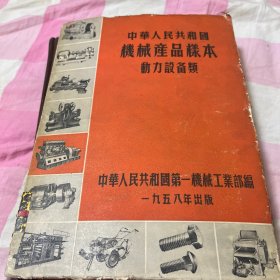 中華人民共和國
機械產品樣本
動力設备類
中華人民共和國第一機械工業部編
一九五八年出版